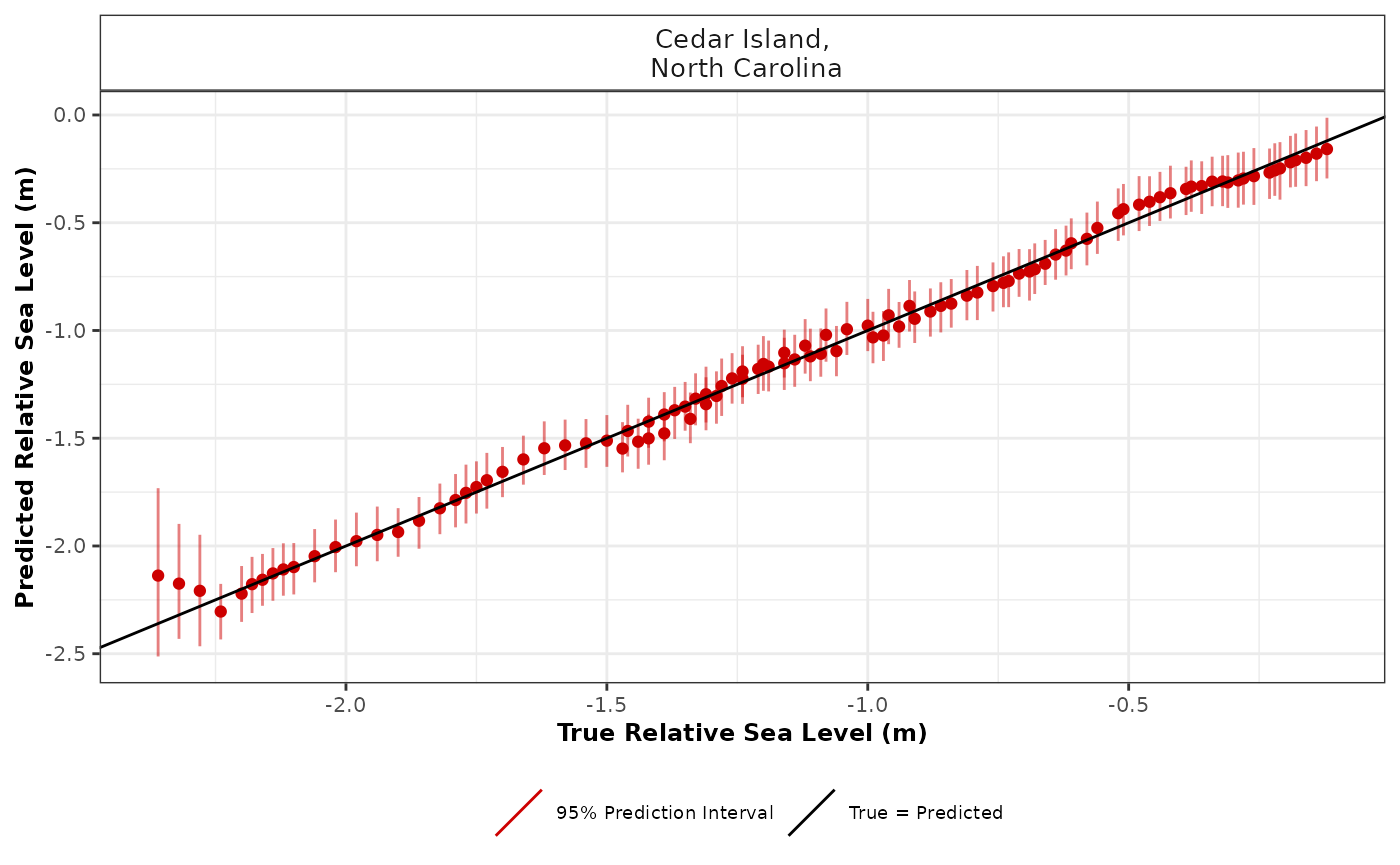 Cedar Island,
North Carolina
Predicted Relative Sea Level (m)
0.0
-0.5
-1.0
-1.5
-2.0
-2.5
-2.0
-1.5
-1.0
-0.5
True Relative Sea Level (m)
95% Prediction Interval
True = Predicted